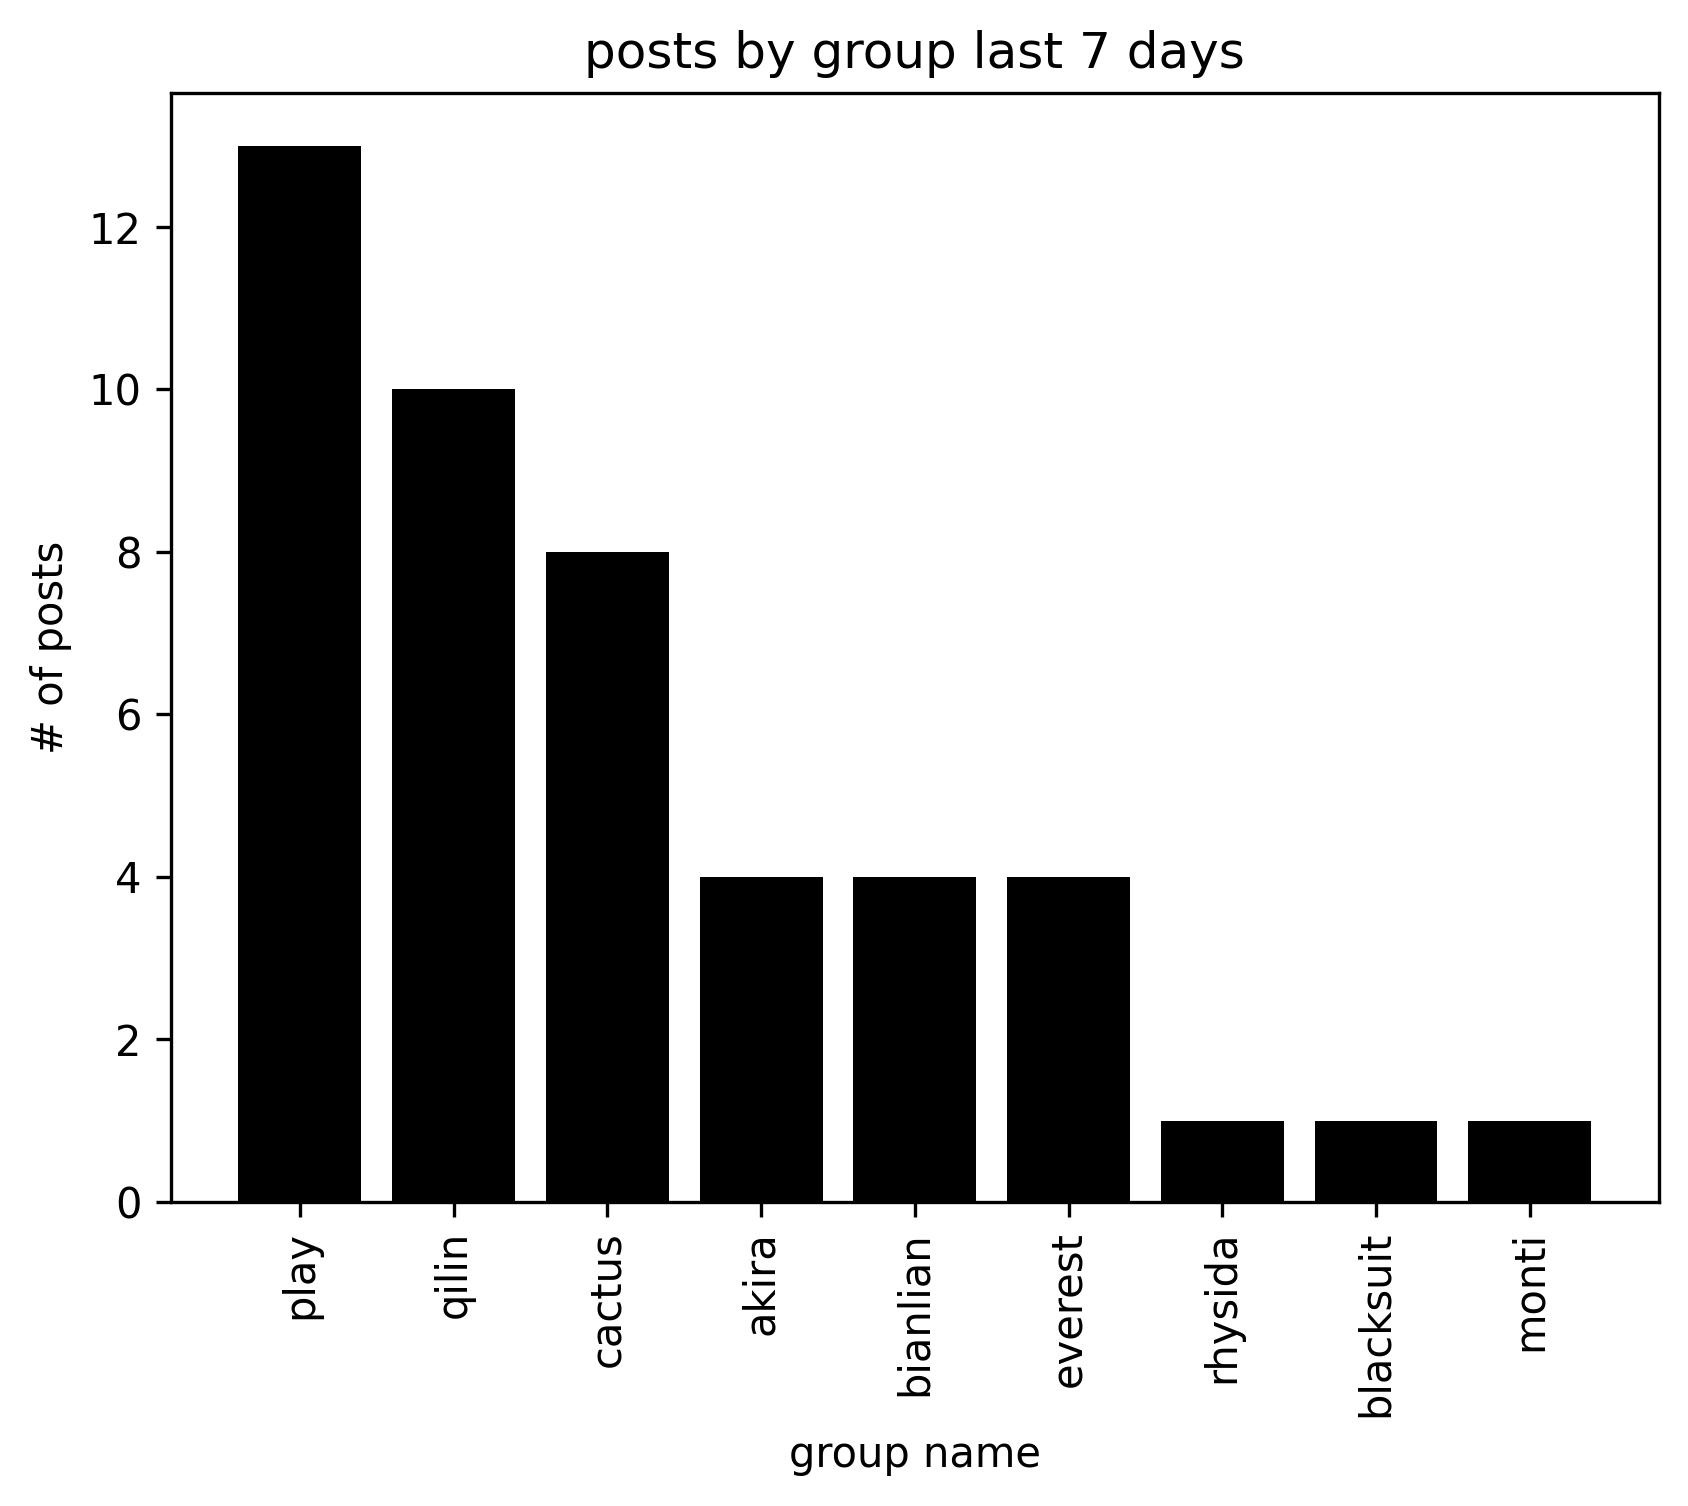 posts by group last 7 days
12
10
8
6
4
2
0
# of posts
play
qilin
cactus
akira
bianlian
everest
rhysida
blacksuit
monti
group name